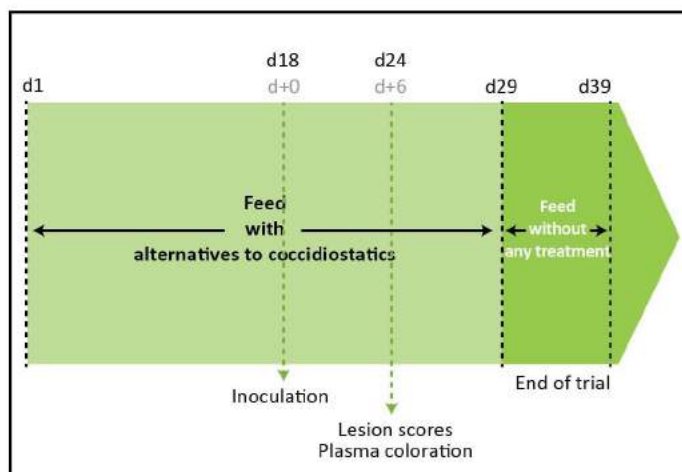 d18
d24
d1
d+0
d+6
d29
d39
Feed
with
alternatives to coccidiostatics
Feed
without
any treatment
End of trial
Inoculation
Lesion scores
Plasma coloration